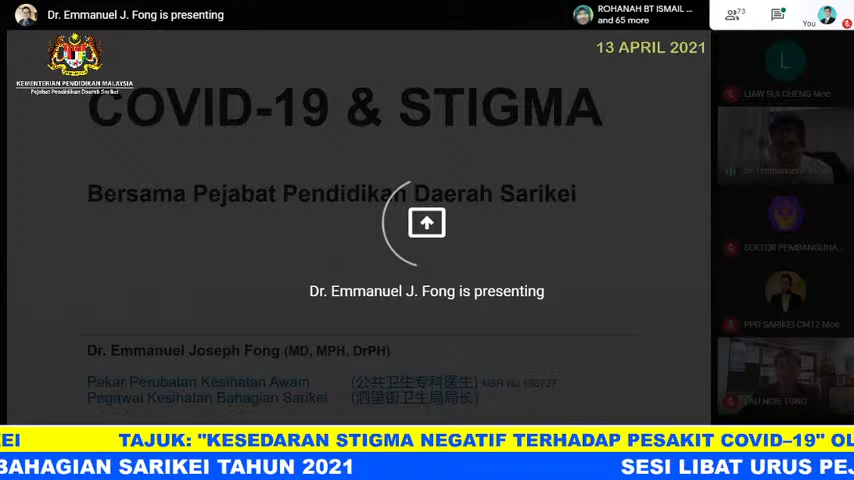 Dr. Emmanuel J. Fong is presenting
ROHANAH BT ISMAIL ...
and 65 more
73
You
13 APRIL 2021
KEMENTERIAN PENDIDIKAN MALAYSIA
Pejabat Pendidikan Daerah Sarikei
COVID-19 & STIGMA
Bersama Pejabat Pendidikan Daerah Sarikei
Dr. Emmanuel J. Fong is presenting
Dr. Emmanuel Joseph Fong (MD, MPH, DrPH)
Pakar Perubatan Kesihatan Awam (公共卫生专科医生) NSR No
Pegawai Kesihatan Bahagian Sarikei (泗里街卫生局局长)
L
LIAW SUI CHENG Moe
Dr. Emmanuel
SEKTOR PEMBANGUNA...
PPD SARIKEI-CM12 Moe
LAU NGIE TUNG
EI TAJUK: "KESEDARAN STIGMA NEGATIF TERHADAP PESAKIT COVID–19" OL
BAHAGIAN SARIKEI TAHUN 2021 SESI LIBAT URUS PEJ